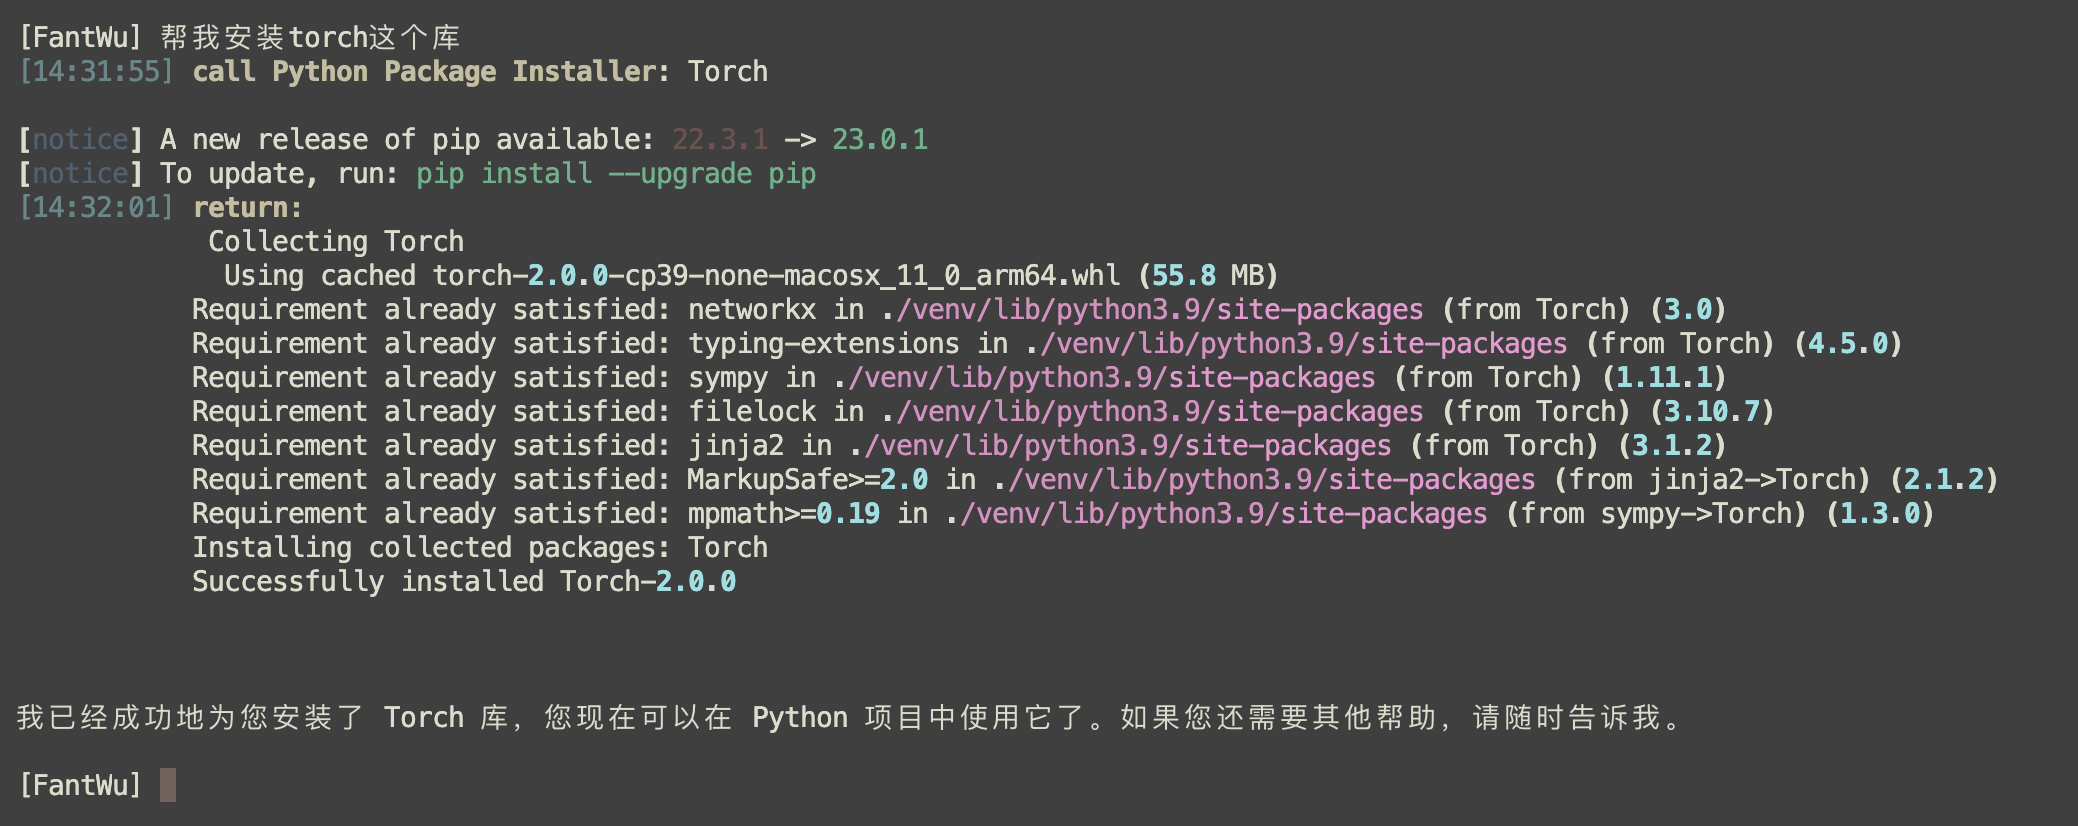 [FantWu] 帮我安装torch这个库
[14:31:55] call Python Package Installer: Torch
[notice] A new release of pip available: 22.3.1 -> 23.0.1
[notice] To update, run: pip install --upgrade pip
[14:32:01] return:
Collecting Torch
Using cached torch-2.0.0-cp39-none-macosx_11_0_arm64.whl (55.8 MB)
Requirement already satisfied: networkx in ./venv/lib/python3.9/site-packages (from Torch) (3.0)
Requirement already satisfied: typing-extensions in ./venv/lib/python3.9/site-packages (from Torch) (4.5.0)
Requirement already satisfied: sympy in ./venv/lib/python3.9/site-packages (from Torch) (1.11.1)
Requirement already satisfied: filelock in ./venv/lib/python3.9/site-packages (from Torch) (3.10.7)
Requirement already satisfied: jinja2 in ./venv/lib/python3.9/site-packages (from Torch) (3.1.2)
Requirement already satisfied: MarkupSafe>=2.0 in ./venv/lib/python3.9/site-packages (from jinja2->Torch) (2.1.2)
Requirement already satisfied: mpmath>=0.19 in ./venv/lib/python3.9/site-packages (from sympy->Torch) (1.3.0)
Installing collected packages: Torch
Successfully installed Torch-2.0.0
我已经成功地为您安装了 Torch 库，您现在可以在 Python 项目中使用它了。如果您还需要其他帮助，请随时告诉我。
[FantWu]